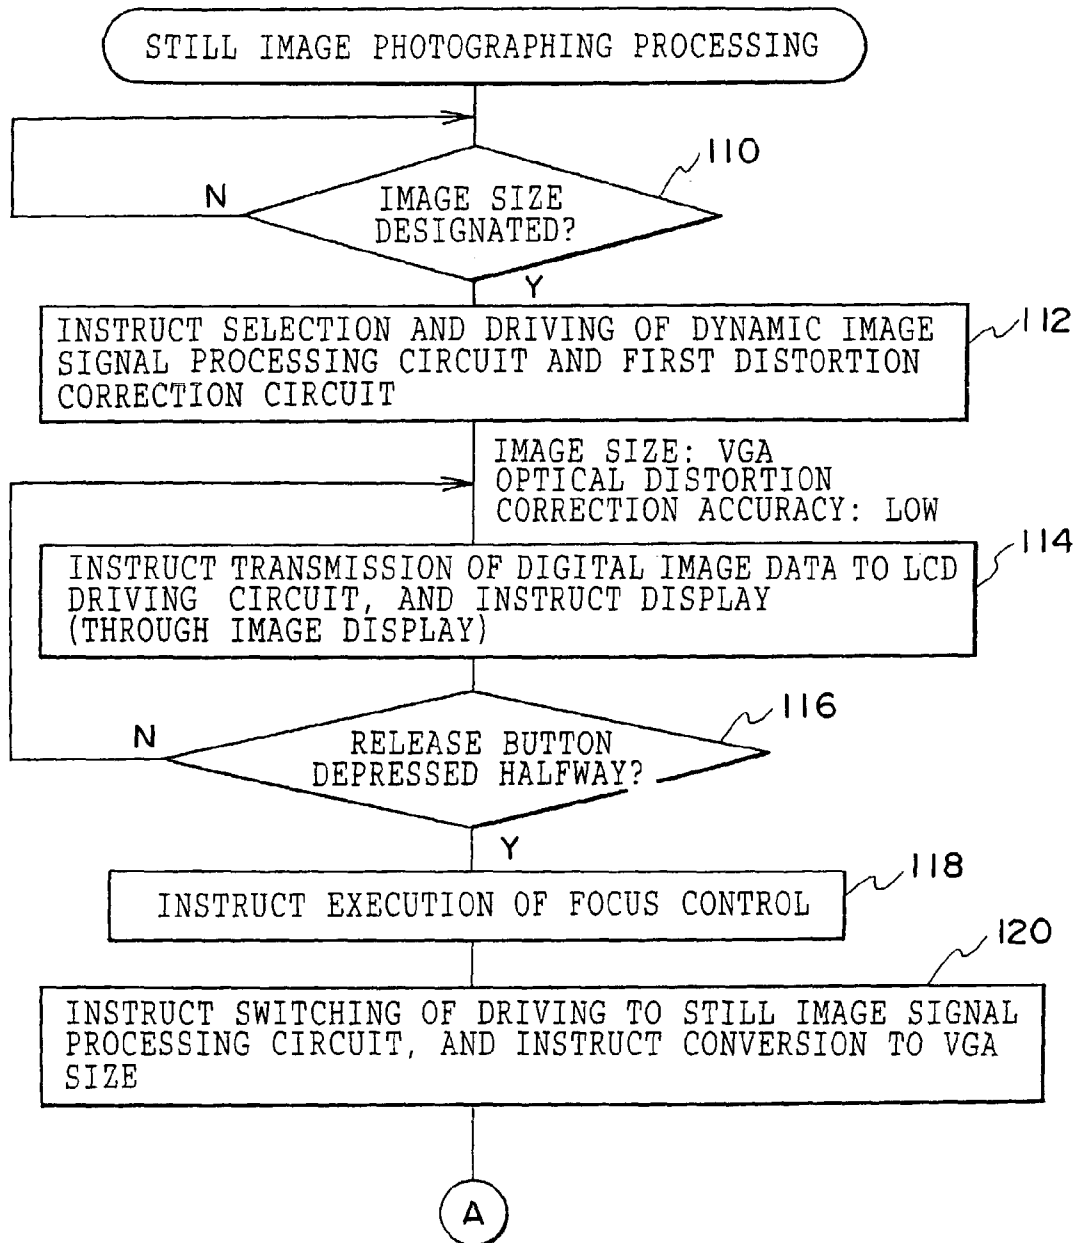 STILL IMAGE PHOTOGRAPHING PROCESSING
110
N
IMAGE SIZE
DESIGNATED?
Y
112
INSTRUCT SELECTION AND DRIVING OF DYNAMIC IMAGE
SIGNAL PROCESSING CIRCUIT AND FIRST DISTORTION
CORRECTION CIRCUIT
IMAGE SIZE: VGA
OPTICAL DISTORTION
CORRECTION ACCURACY: LOW
114
INSTRUCT TRANSMISSION OF DIGITAL IMAGE DATA TO LCD
DRIVING CIRCUIT, AND INSTRUCT DISPLAY
(THROUGH IMAGE DISPLAY)
116
N
RELEASE BUTTON
DEPRESSED HALFWAY?
Y
118
INSTRUCT EXECUTION OF FOCUS CONTROL
120
INSTRUCT SWITCHING OF DRIVING TO STILL IMAGE SIGNAL
PROCESSING CIRCUIT, AND INSTRUCT CONVERSION TO VGA
SIZE
A